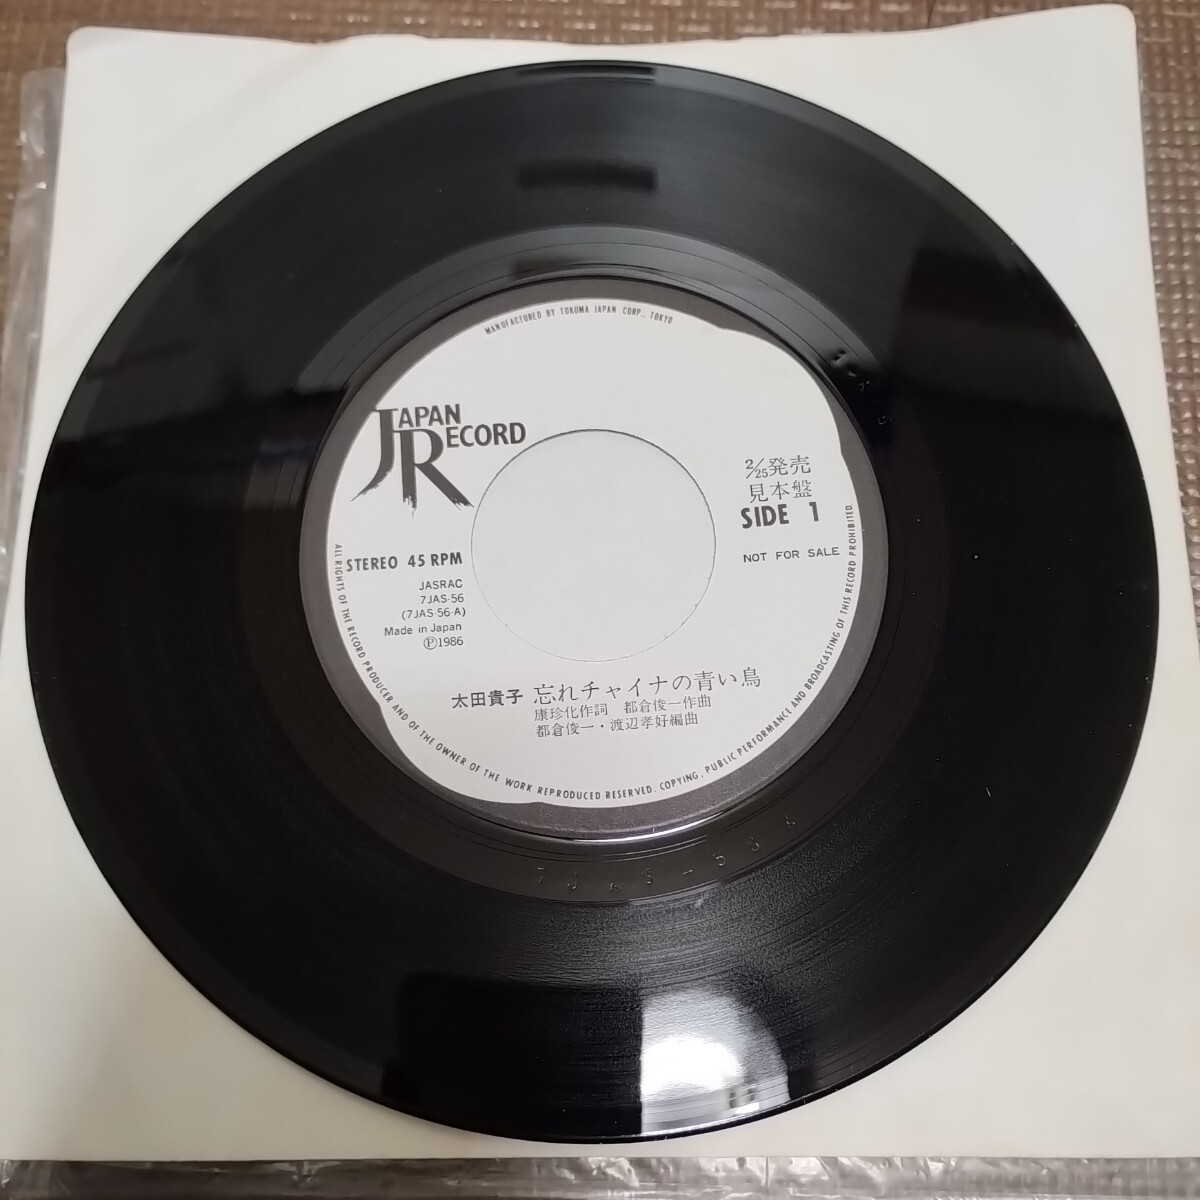 MANUFACTURED BY TOKUMA JAPAN CORP., TOKYO
JAPAN
RECORD
2/25発売
見本盤
SIDE 1
NOT FOR SALE
STEREO 45 RPM
JASRAC
7JAS-56
(7JAS-56-A)
Made in Japan
Ⓟ1986
太田貴子 忘れチャイナの青い鳥
康珍化作詞 都倉俊一作曲
都倉俊一・渡辺孝好編曲
ALL RIGHTS OF THE RECORD PRODUCER AND OF THE OWNER OF THE WORK REPRODUCED RESERVED. COPYING, PUBLIC PERFORMANCE AND BROADCASTING OF THIS RECORD PROHIBITED